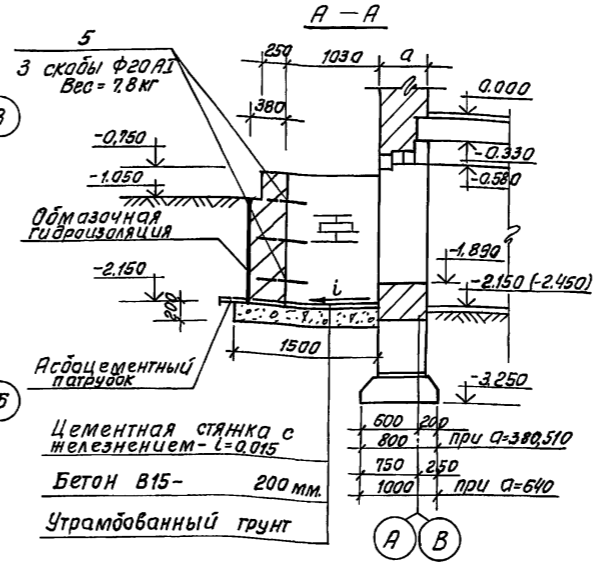 А — А
5
3 скобы Ф20АI
Вес = 7,8 кг
250
1030
а
380
0.000
-0,750
-0.330
-0.580
-1.050
Обмазочная
гидроизоляция
-1.890
-2.150
i
-2.150 (-2.450)
200
1500
Асбоцементный
патрубок
-3.250
600
200
800
при а=380,510
Цементная стяжка с
железнением - i=0,015
750
250
1000
при а=640
Бетон В15- 200 мм.
Утрамбованный грунт
А
В